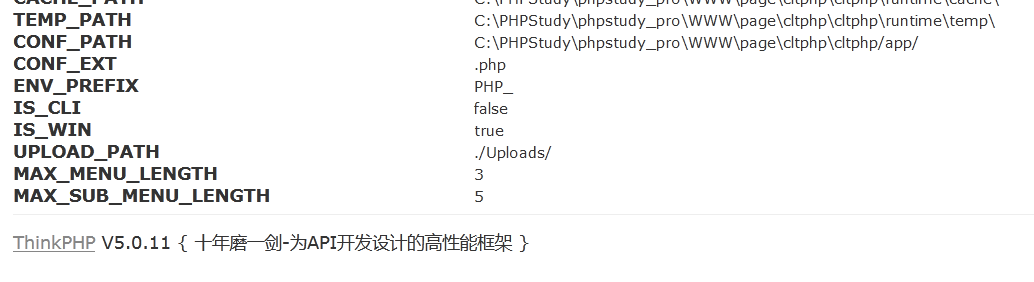 CACHE_PATH C:\PHPStudy\phpstudy_pro\WWW\page\cltphp\cltphp\runtime\cache\
TEMP_PATH C:\PHPStudy\phpstudy_pro\WWW\page\cltphp\cltphp\runtime\temp\
CONF_PATH C:\PHPStudy\phpstudy_pro\WWW\page\cltphp\cltphp/app/
CONF_EXT .php
ENV_PREFIX PHP_
IS_CLI false
IS_WIN true
UPLOAD_PATH ./Uploads/
MAX_MENU_LENGTH 3
MAX_SUB_MENU_LENGTH 5
ThinkPHP V5.0.11 { 十年磨一剑-为API开发设计的高性能框架 }